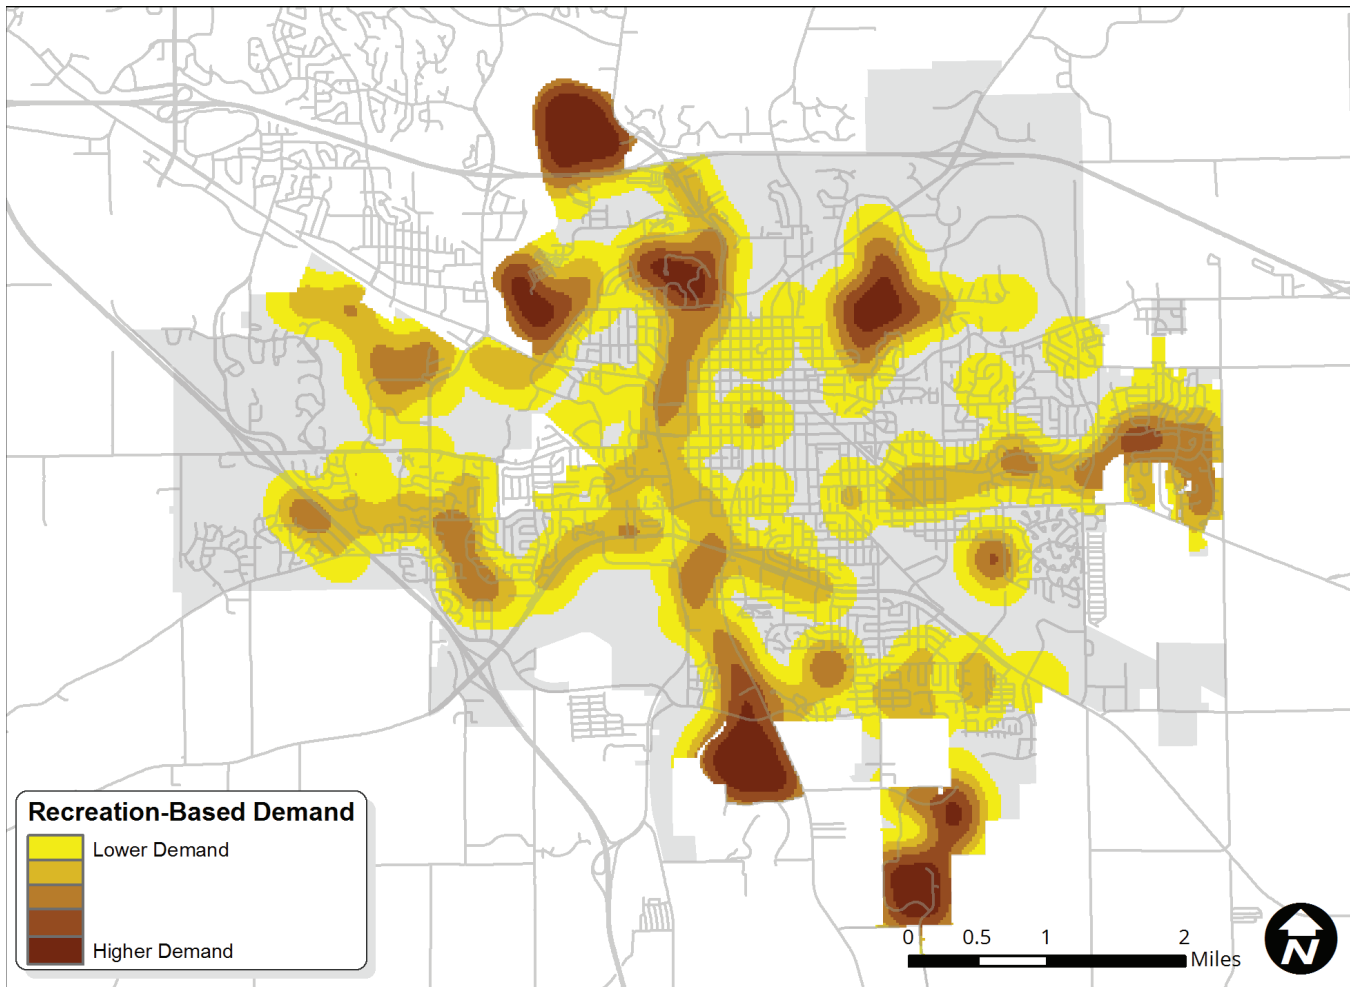 Recreation-Based Demand
Lower Demand
Higher Demand
0 0.5 1 2
Miles
N